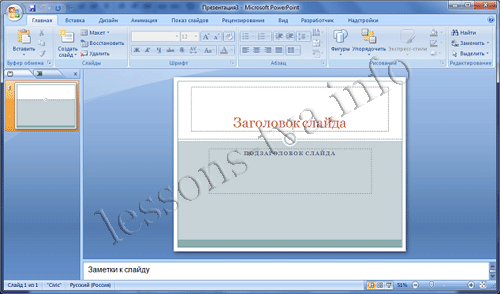 Презентация1 - Microsoft PowerPoint
Главная Вставка Дизайн Анимация Показ слайдов Рецензирование Вид Разработчик Надстройки
Вставить
Буфер обмена
Создать слайд
Макет
Восстановить
Удалить
Слайды
Шрифт
Абзац
Фигуры
Упорядочить
Экспресс-стили
Рисование
Найти
Заменить
Выделить
Редактирование
Заголовок слайда
ПОДЗАГОЛОВОК СЛАЙДА
lessons-tva.info
Заметки к слайду
Слайд 1 из 1 "Civic" Русский (Россия) 51%